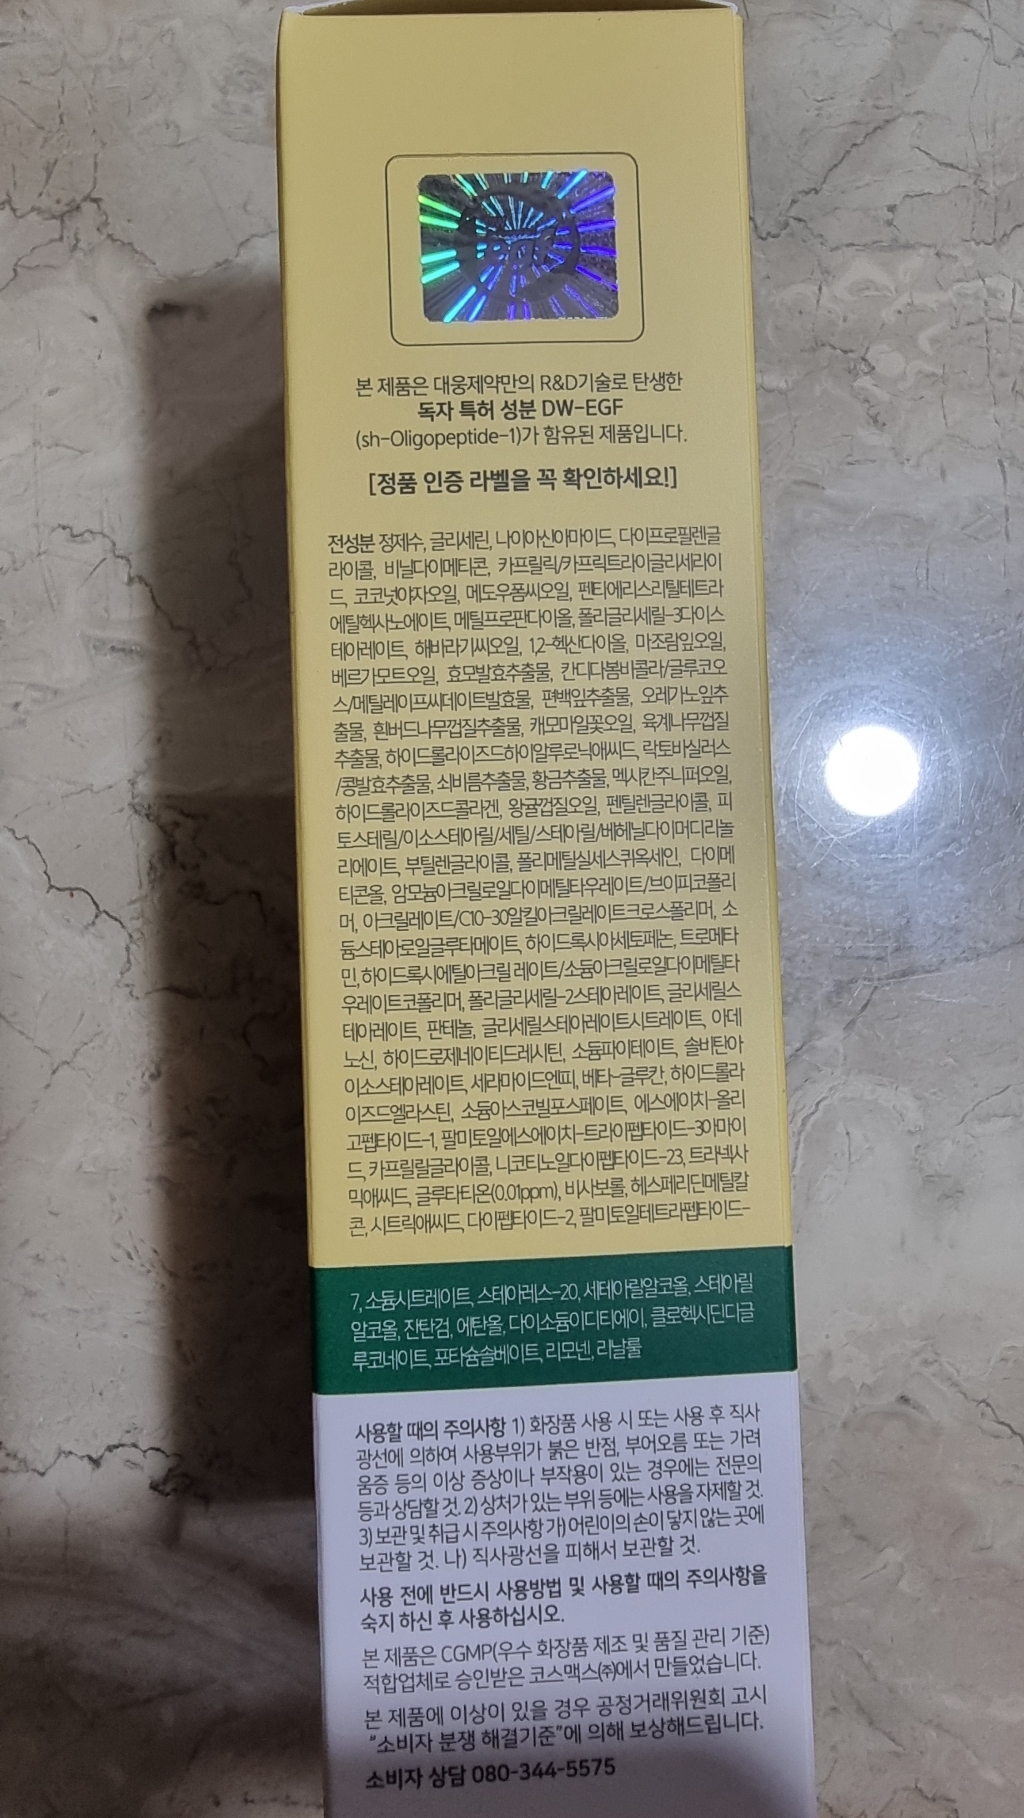 본 제품은 대웅제약만의 R&D기술로 탄생한
독자 특허 성분 DW-EGF
(sh-Oligopeptide-1)가 함유된 제품입니다.
[정품 인증 라벨을 꼭 확인하세요!]
전성분 정제수, 글리세린, 나이아신아마이드, 다이프로필렌글
라이콜, 비닐다이메티콘, 카프릴릭/카프릭트라이글리세라이
드, 코코넛야자오일, 메도우폼씨오일, 펜타에리스리틸테트라
에틸헥사노에이트, 메틸프로판다이올, 폴리글리세릴-3다이스
테아레이트, 해바라기씨오일, 1,2-헥산다이올, 마조람잎오일,
베르가모트오일, 효모발효추출물, 칸디다봄비콜라/글루코오
스/메틸레이프씨데이트발효물, 편백잎추출물, 오레가노잎추
출물, 흰버드나무껍질추출물, 캐모마일꽃오일, 육계나무껍질
추출물, 하이드롤라이즈드하이알루로닉애씨드, 락토바실러스
/콩발효추출물, 쇠비름추출물, 황금추출물, 멕시칸주니퍼오일,
하이드롤라이즈드콜라겐, 왕귤껍질오일, 펜틸렌글라이콜, 피
토스테릴/이소스테아릴/세틸/스테아릴/베헤닐다이머디리놀
리에이트, 부틸렌글라이콜, 폴리메틸실세스퀴옥세인, 다이메
티콘올, 암모늄아크릴로일다이메틸타우레이트/브이피코폴리
머, 아크릴레이트/C10-30알킬아크릴레이트크로스폴리머, 소
듐스테아로일글루타메이트, 하이드록시아세토페논, 트로메타
민, 하이드록시에틸아크릴레이트/소듐아크릴로일다이메틸타
우레이트코폴리머, 폴리글리세릴-2스테아레이트, 글리세릴스
테아레이트, 판테놀, 글리세릴스테아레이트시트레이트, 아데
노신, 하이드로제네이티드레시틴, 소듐파이테이트, 솔비탄아
이소스테아레이트, 세라마이드엔피, 베타-글루칸, 하이드롤라
이즈드엘라스틴, 소듐아스코빌포스페이트, 에스에이치-올리
고펩타이드-1, 팔미토일에스에이치-트라이펩타이드-3아마이
드, 카프릴릴글라이콜, 니코티노일다이펩타이드-23, 트라넥사
믹애씨드, 글루타티온(0.01ppm), 비사보롤, 헤스페리딘메틸칼
콘, 시트릭애씨드, 다이펩타이드-2, 팔미토일테트라펩타이드-
7, 소듐시트레이트, 스테아레스-20, 세테아릴알코올, 스테아릴
알코올, 잔탄검, 에탄올, 다이소듐이디티에이, 클로헥시딘디글
루코네이트, 포타슘솔베이트, 리모넨, 리날룰
사용할 때의 주의사항 1) 화장품 사용 시 또는 사용 후 직사
광선에 의하여 사용부위가 붉은 반점, 부어오름 또는 가려
움증 등의 이상 증상이나 부작용이 있는 경우에는 전문의
등과 상담할 것. 2) 상처가 있는 부위 등에는 사용을 자제할 것.
3) 보관 및 취급 시 주의사항 가) 어린이의 손이 닿지 않는 곳에
보관할 것. 나) 직사광선을 피해서 보관할 것.
사용 전에 반드시 사용방법 및 사용할 때의 주의사항을
숙지 하신 후 사용하십시오.
본 제품은 CGMP(우수 화장품 제조 및 품질 관리 기준)
적합업체로 승인받은 코스맥스㈜에서 만들었습니다.
본 제품에 이상이 있을 경우 공정거래위원회 고시
"소비자 분쟁 해결기준"에 의해 보상해드립니다.
소비자 상담 080-344-5575